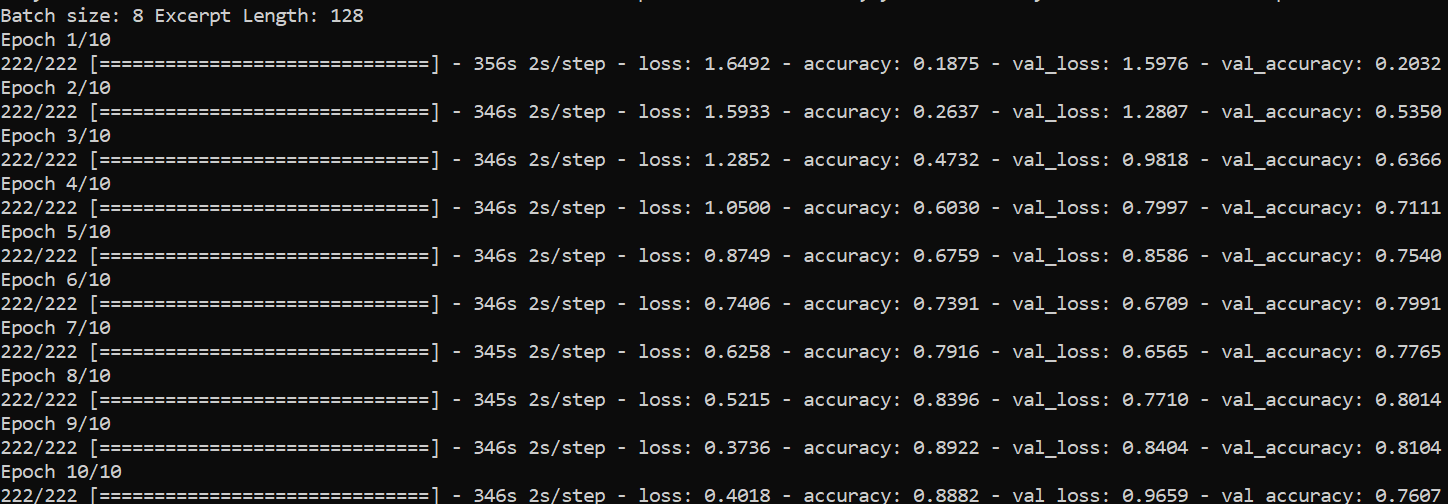 Batch size: 8 Excerpt Length: 128
Epoch 1/10
222/222 [==============================] - 356s 2s/step - loss: 1.6492 - accuracy: 0.1875 - val_loss: 1.5976 - val_accuracy: 0.2032
Epoch 2/10
222/222 [==============================] - 346s 2s/step - loss: 1.5933 - accuracy: 0.2637 - val_loss: 1.2807 - val_accuracy: 0.5350
Epoch 3/10
222/222 [==============================] - 346s 2s/step - loss: 1.2852 - accuracy: 0.4732 - val_loss: 0.9818 - val_accuracy: 0.6366
Epoch 4/10
222/222 [==============================] - 346s 2s/step - loss: 1.0500 - accuracy: 0.6030 - val_loss: 0.7997 - val_accuracy: 0.7111
Epoch 5/10
222/222 [==============================] - 346s 2s/step - loss: 0.8749 - accuracy: 0.6759 - val_loss: 0.8586 - val_accuracy: 0.7540
Epoch 6/10
222/222 [==============================] - 346s 2s/step - loss: 0.7406 - accuracy: 0.7391 - val_loss: 0.6709 - val_accuracy: 0.7991
Epoch 7/10
222/222 [==============================] - 345s 2s/step - loss: 0.6258 - accuracy: 0.7916 - val_loss: 0.6565 - val_accuracy: 0.7765
Epoch 8/10
222/222 [==============================] - 345s 2s/step - loss: 0.5215 - accuracy: 0.8396 - val_loss: 0.7710 - val_accuracy: 0.8014
Epoch 9/10
222/222 [==============================] - 346s 2s/step - loss: 0.3736 - accuracy: 0.8922 - val_loss: 0.8404 - val_accuracy: 0.8104
Epoch 10/10
222/222 [==============================] - 346s 2s/step - loss: 0.4018 - accuracy: 0.8882 - val_loss: 0.9659 - val_accuracy: 0.7607